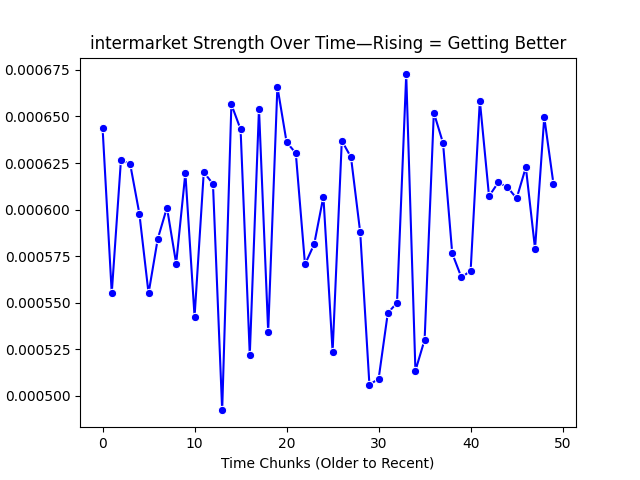 intermarket Strength Over Time—Rising = Getting Better
0.000675
0.000650
0.000625
0.000600
0.000575
0.000550
0.000525
0.000500
0 10 20 30 40 50
Time Chunks (Older to Recent)